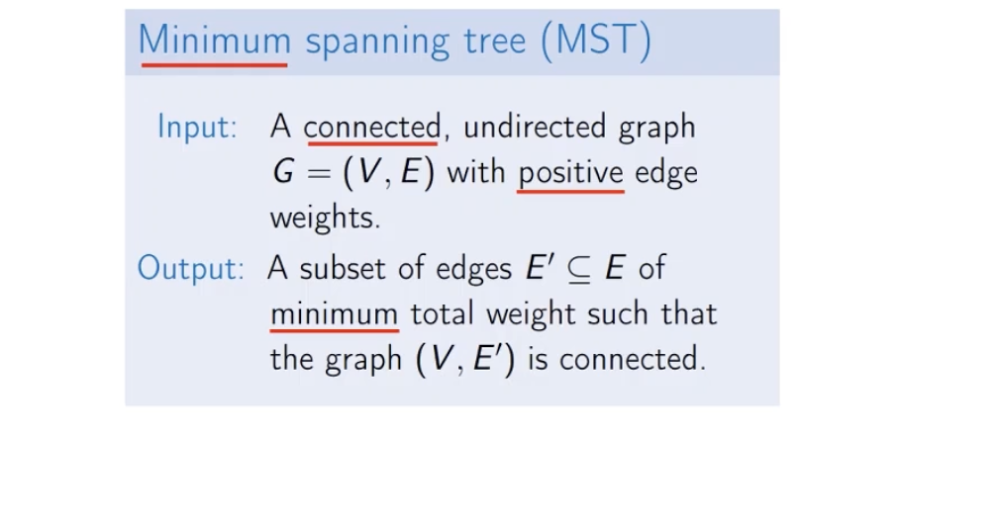 Minimum spanning tree (MST)
Input: A connected, undirected graph
G = (V, E) with positive edge
weights.
Output: A subset of edges E′ ⊆ E of
minimum total weight such that
the graph (V, E′) is connected.